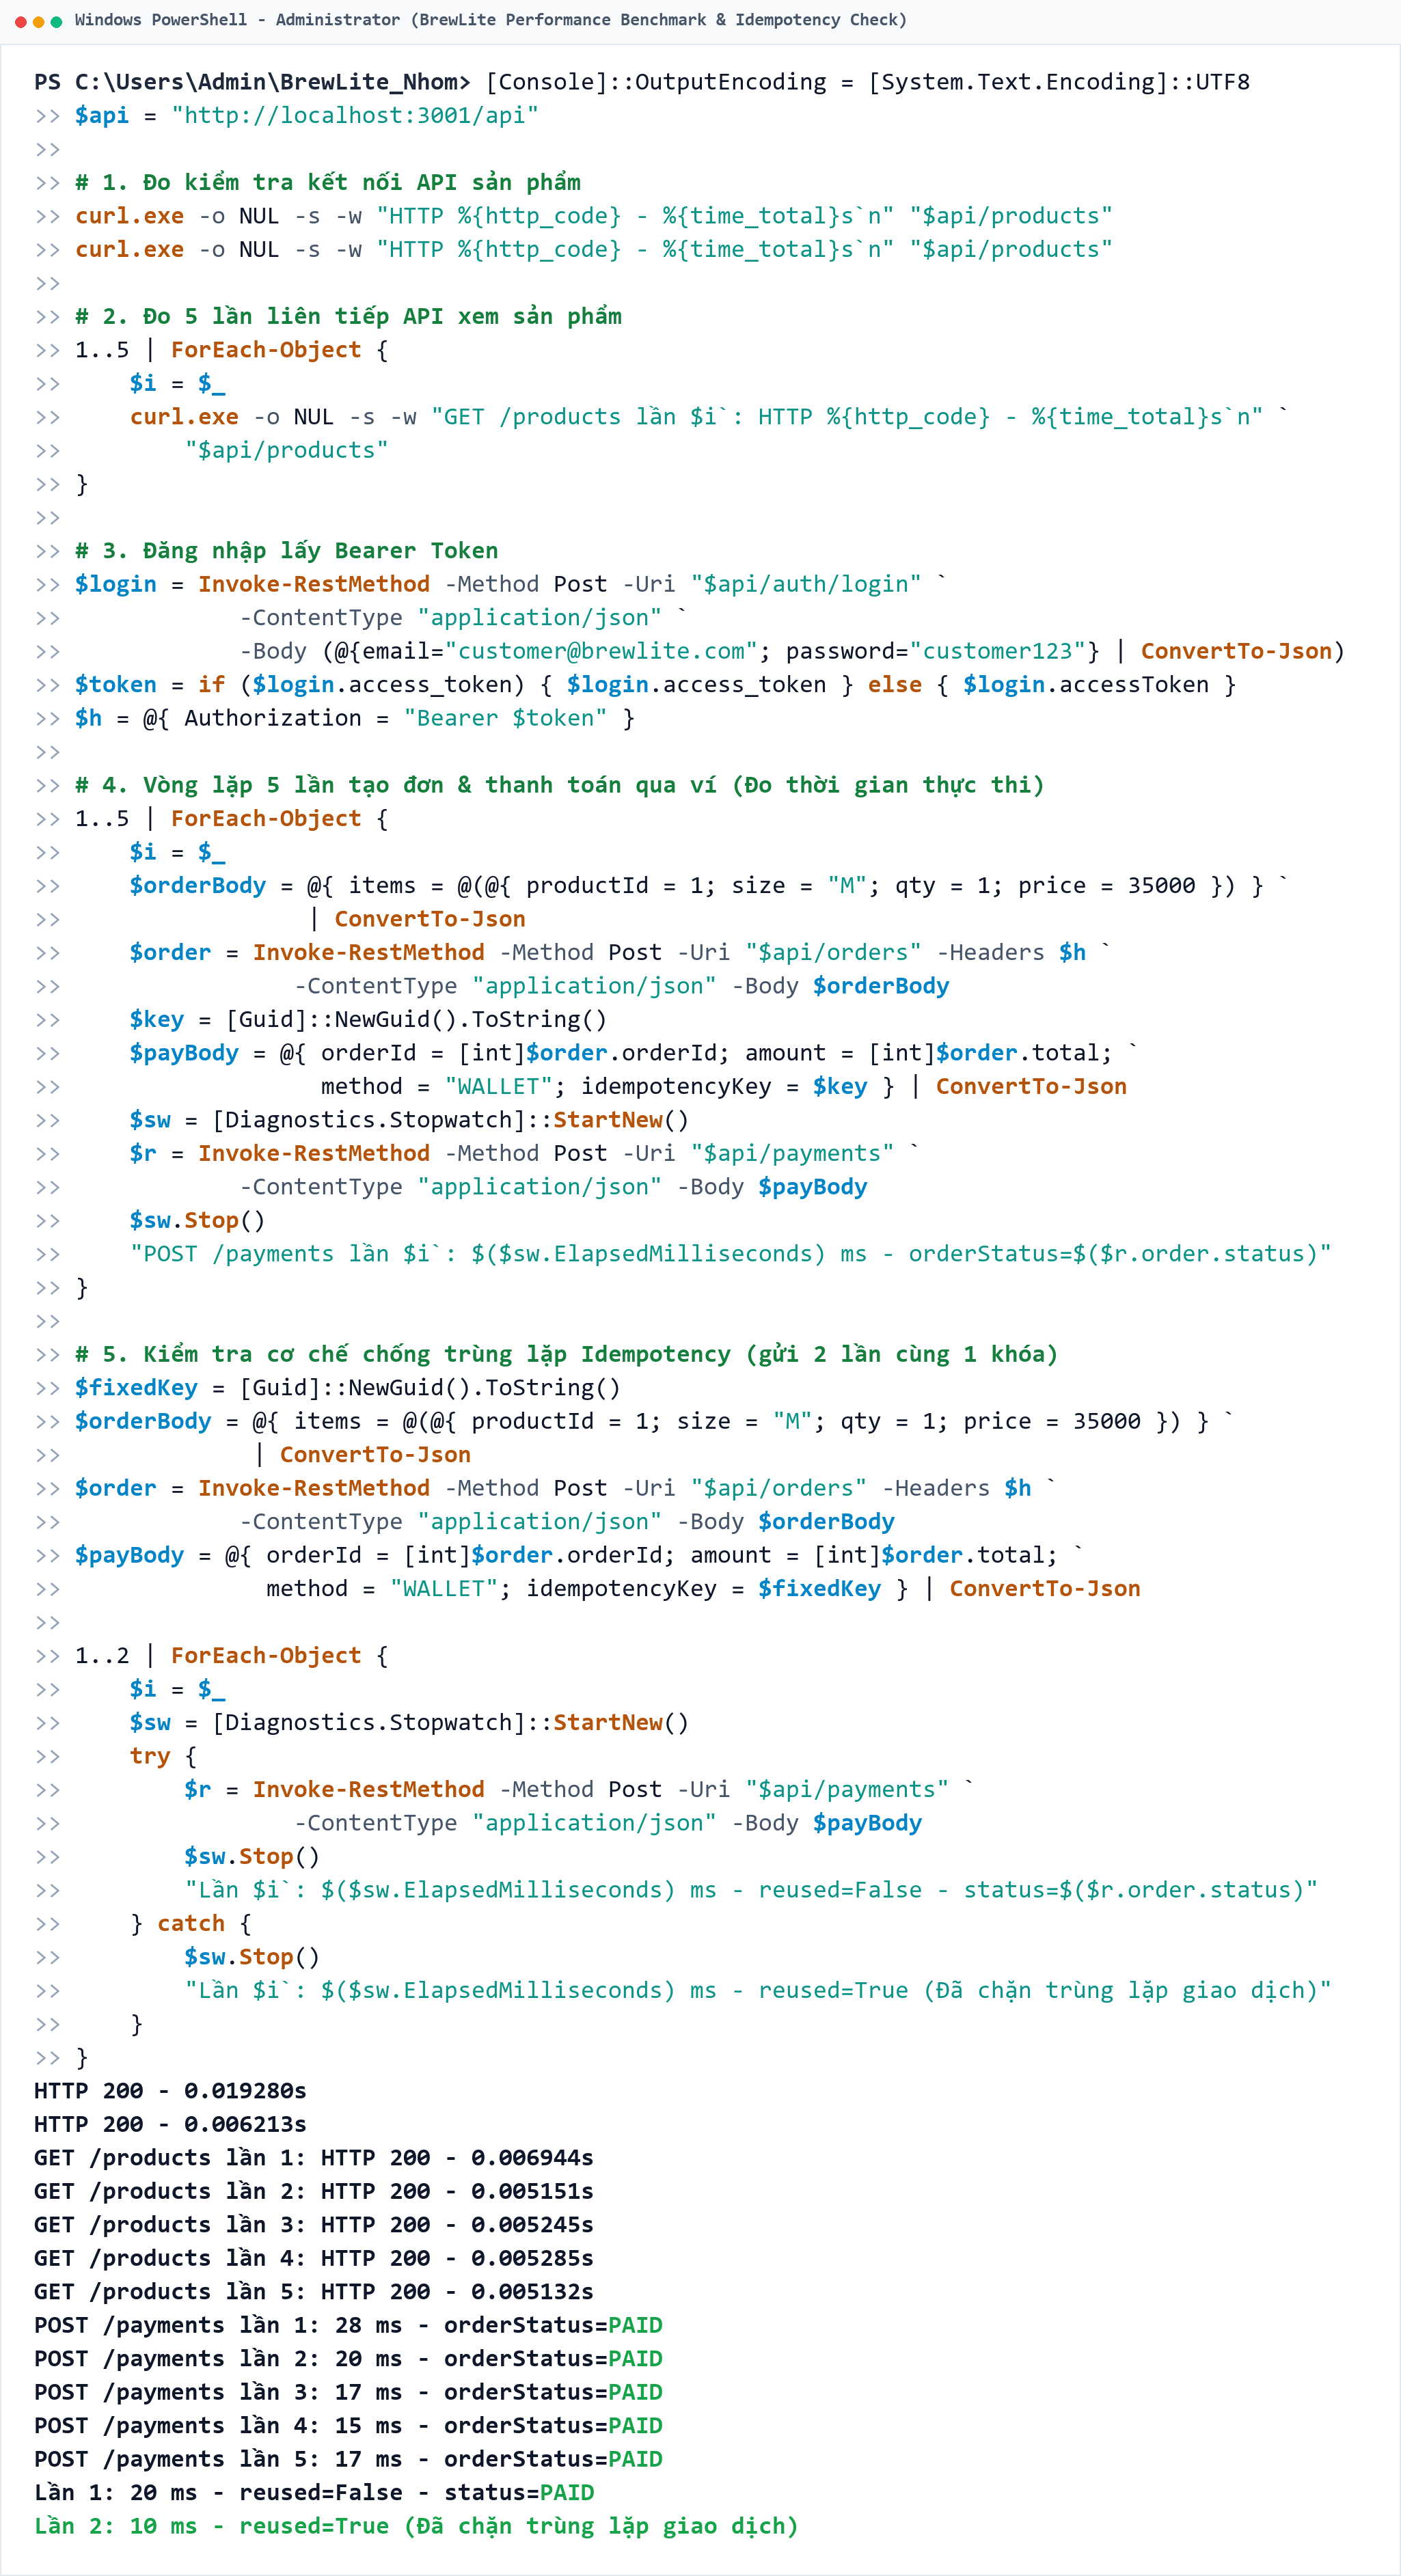 Windows PowerShell - Administrator (BrewLite Performance Benchmark & Idempotency Check)
PS C:\Users\Admin\BrewLite_Nhom> [Console]::OutputEncoding = [System.Text.Encoding]::UTF8
>> $api = "http://localhost:3001/api"
>>
>> # 1. Đo kiểm tra kết nối API sản phẩm
>> curl.exe -o NUL -s -w "HTTP %{http_code} - %{time_total}s`n" "$api/products"
>> curl.exe -o NUL -s -w "HTTP %{http_code} - %{time_total}s`n" "$api/products"
>>
>> # 2. Đo 5 lần liên tiếp API xem sản phẩm
>> 1..5 | ForEach-Object {
>>     $i = $_
>>     curl.exe -o NUL -s -w "GET /products lần $i`: HTTP %{http_code} - %{time_total}s`n" `
>>         "$api/products"
>> }
>>
>> # 3. Đăng nhập lấy Bearer Token
>> $login = Invoke-RestMethod -Method Post -Uri "$api/auth/login" `
>>             -ContentType "application/json" `
>>             -Body (@{email="customer@brewlite.com"; password="customer123"} | ConvertTo-Json)
>> $token = if ($login.access_token) { $login.access_token } else { $login.accessToken }
>> $h = @{ Authorization = "Bearer $token" }
>>
>> # 4. Vòng lặp 5 lần tạo đơn & thanh toán qua ví (Đo thời gian thực thi)
>> 1..5 | ForEach-Object {
>>     $i = $_
>>     $orderBody = @{ items = @(@{ productId = 1; size = "M"; qty = 1; price = 35000 }) } `
>>                  | ConvertTo-Json
>>     $order = Invoke-RestMethod -Method Post -Uri "$api/orders" -Headers $h `
>>                 -ContentType "application/json" -Body $orderBody
>>     $key = [Guid]::NewGuid().ToString()
>>     $payBody = @{ orderId = [int]$order.orderId; amount = [int]$order.total; `
>>                   method = "WALLET"; idempotencyKey = $key } | ConvertTo-Json
>>     $sw = [Diagnostics.Stopwatch]::StartNew()
>>     $r = Invoke-RestMethod -Method Post -Uri "$api/payments" `
>>             -ContentType "application/json" -Body $payBody
>>     $sw.Stop()
>>     "POST /payments lần $i`: $($sw.ElapsedMilliseconds) ms - orderStatus=$($r.order.status)"
>> }
>>
>> # 5. Kiểm tra cơ chế chống trùng lặp Idempotency (gửi 2 lần cùng 1 khóa)
>> $fixedKey = [Guid]::NewGuid().ToString()
>> $orderBody = @{ items = @(@{ productId = 1; size = "M"; qty = 1; price = 35000 }) } `
>>              | ConvertTo-Json
>> $order = Invoke-RestMethod -Method Post -Uri "$api/orders" -Headers $h `
>>             -ContentType "application/json" -Body $orderBody
>> $payBody = @{ orderId = [int]$order.orderId; amount = [int]$order.total; `
>>               method = "WALLET"; idempotencyKey = $fixedKey } | ConvertTo-Json
>>
>> 1..2 | ForEach-Object {
>>     $i = $_
>>     $sw = [Diagnostics.Stopwatch]::StartNew()
>>     try {
>>         $r = Invoke-RestMethod -Method Post -Uri "$api/payments" `
>>                 -ContentType "application/json" -Body $payBody
>>         $sw.Stop()
>>         "Lần $i`: $($sw.ElapsedMilliseconds) ms - reused=False - status=$($r.order.status)"
>>     } catch {
>>         $sw.Stop()
>>         "Lần $i`: $($sw.ElapsedMilliseconds) ms - reused=True (Đã chặn trùng lặp giao dịch)"
>>     }
>> }
HTTP 200 - 0.019280s
HTTP 200 - 0.006213s
GET /products lần 1: HTTP 200 - 0.006944s
GET /products lần 2: HTTP 200 - 0.005151s
GET /products lần 3: HTTP 200 - 0.005245s
GET /products lần 4: HTTP 200 - 0.005285s
GET /products lần 5: HTTP 200 - 0.005132s
POST /payments lần 1: 28 ms - orderStatus=PAID
POST /payments lần 2: 20 ms - orderStatus=PAID
POST /payments lần 3: 17 ms - orderStatus=PAID
POST /payments lần 4: 15 ms - orderStatus=PAID
POST /payments lần 5: 17 ms - orderStatus=PAID
Lần 1: 20 ms - reused=False - status=PAID
Lần 2: 10 ms - reused=True (Đã chặn trùng lặp giao dịch)